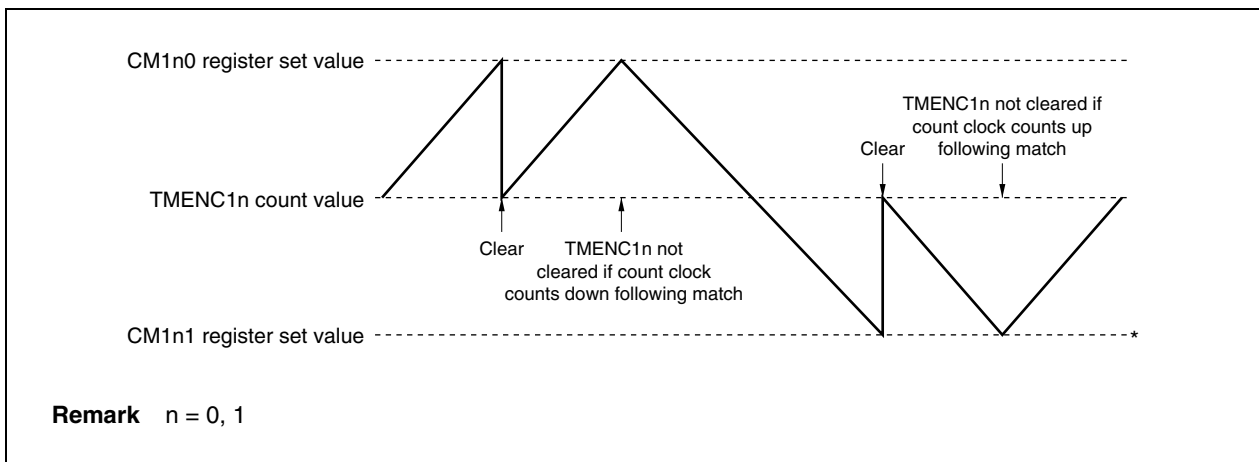 CM1n0 register set value
TMENC1n not cleared if
count clock counts up
following match
Clear
TMENC1n count value
Clear
TMENC1n not
cleared if count clock
counts down following match
CM1n1 register set value
*
Remark n = 0, 1